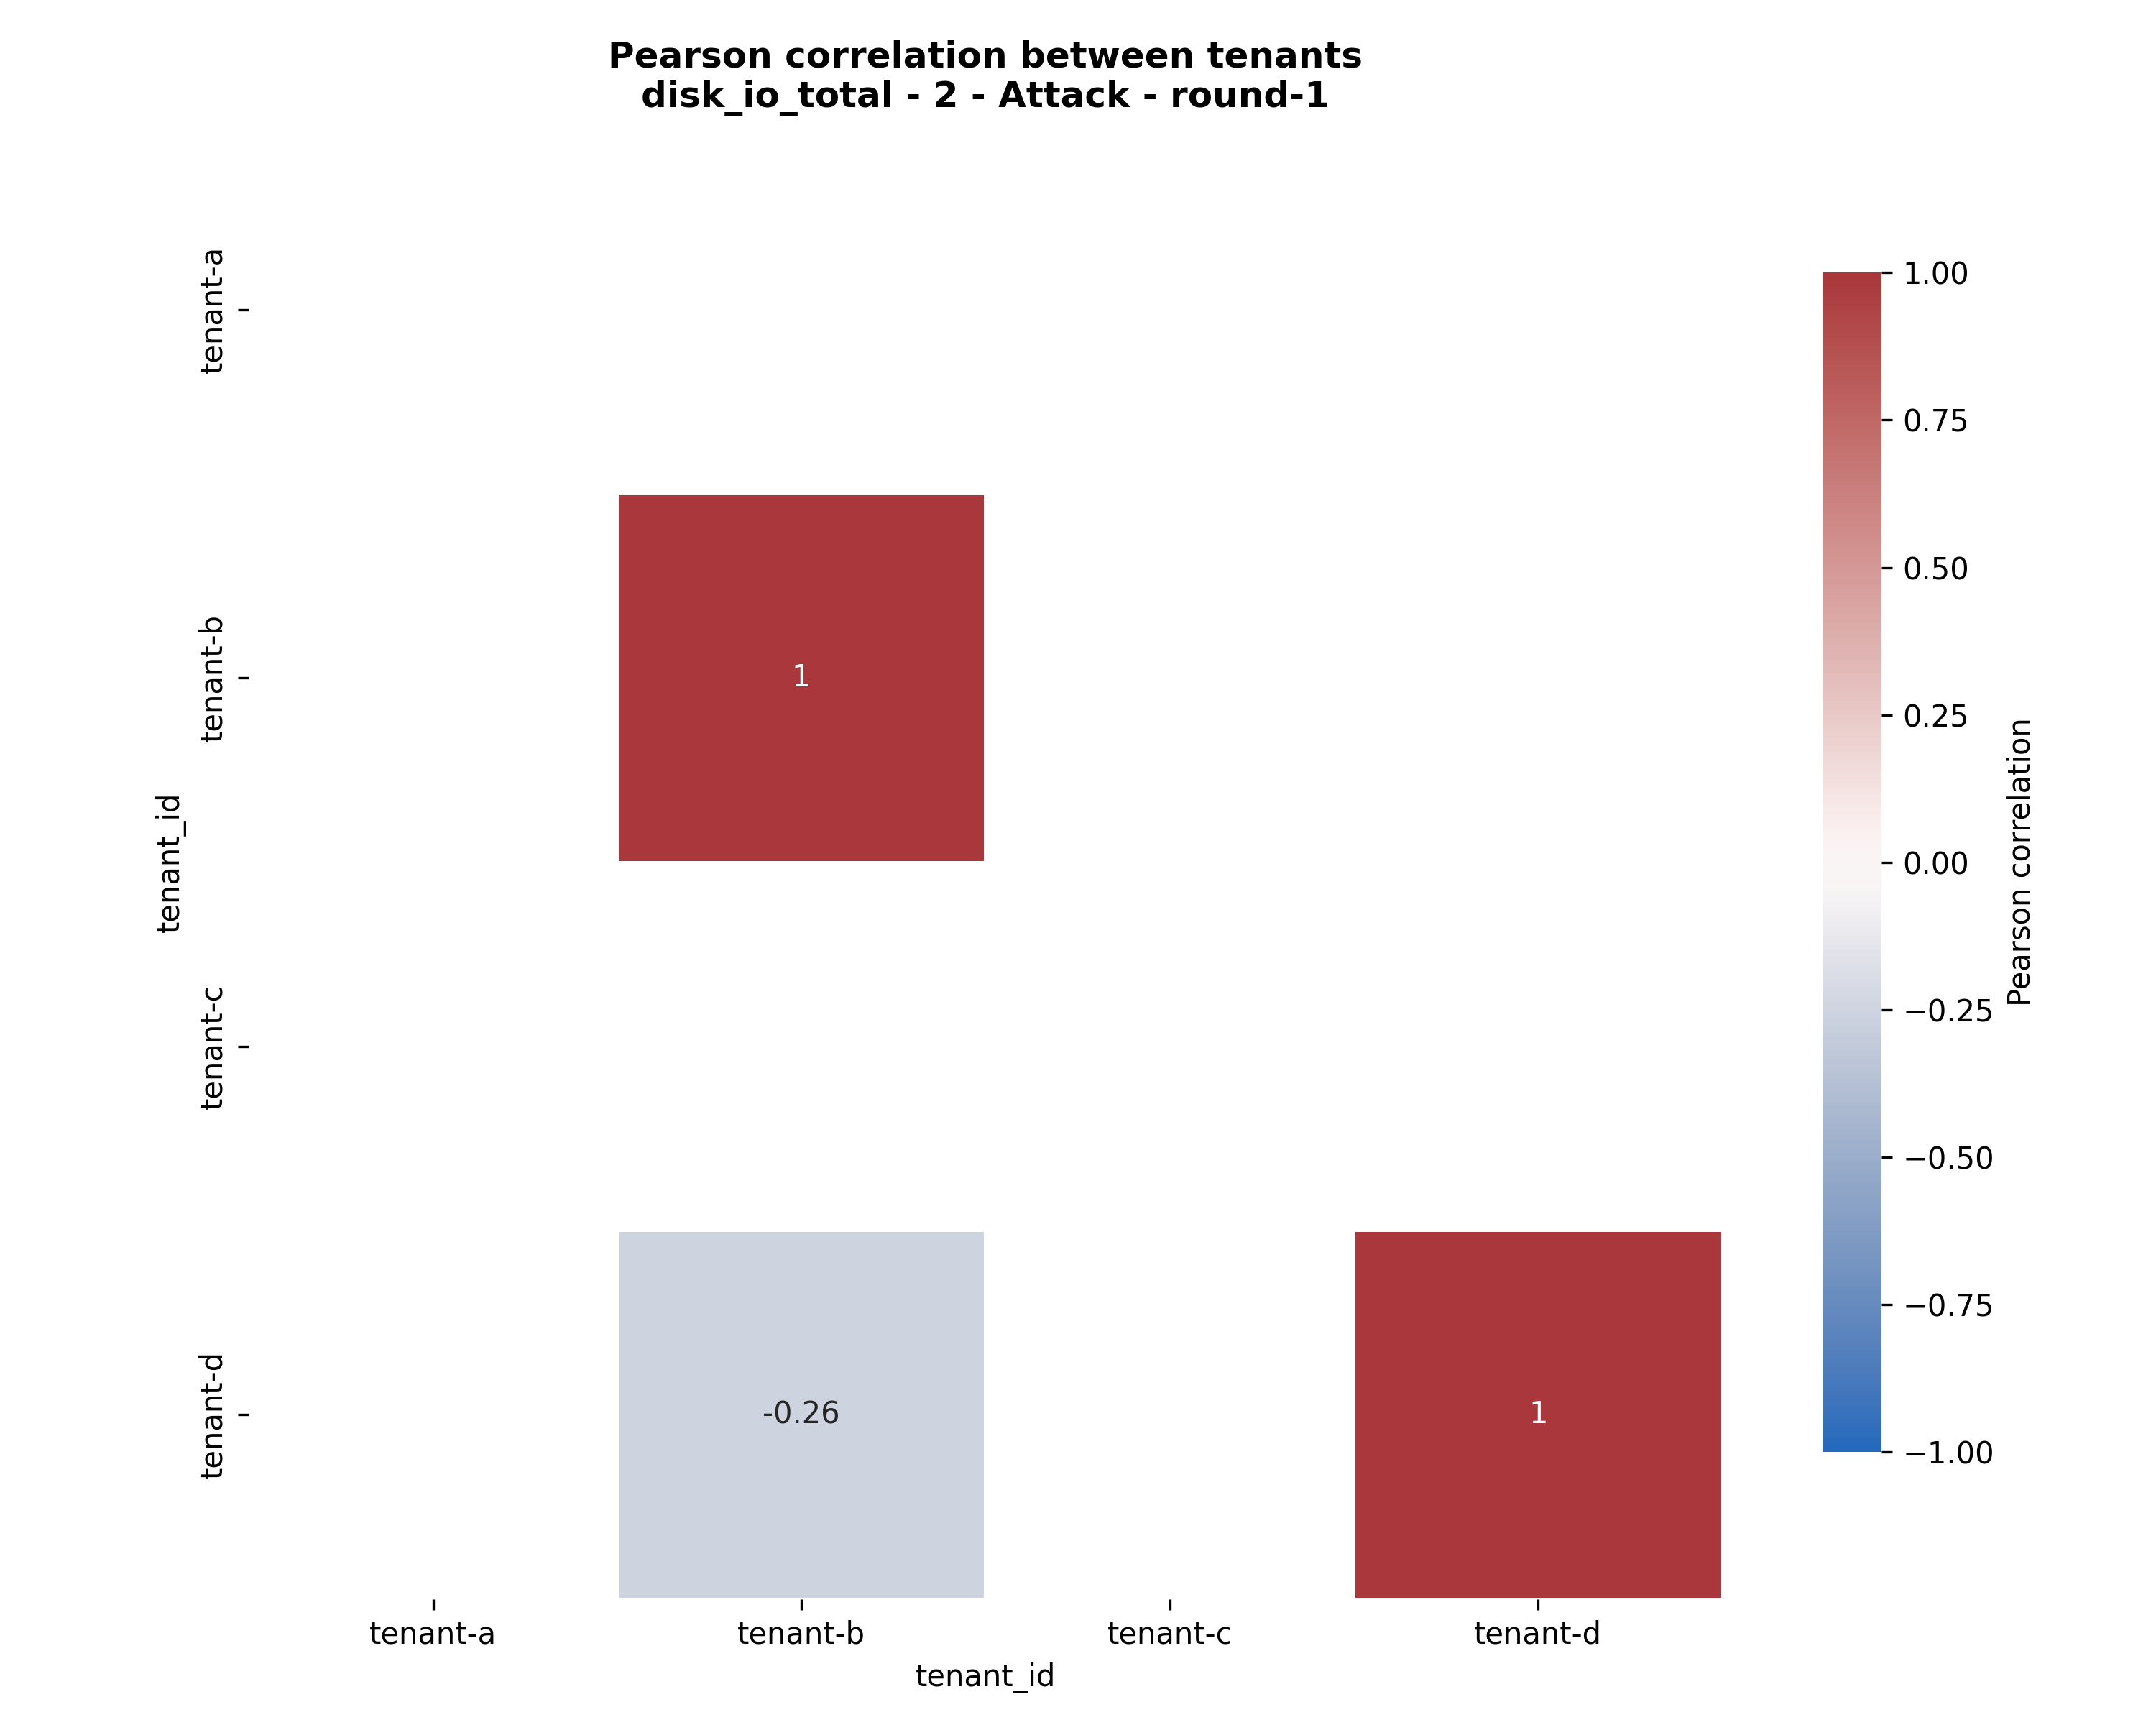 Pearson correlation between tenants
disk_io_total - 2 - Attack - round-1
tenant_id
tenant-a
tenant-b
tenant-c
tenant-d
1
-0.26
1
tenant-a
tenant-b
tenant-c
tenant-d
tenant_id
1.00
0.75
0.50
0.25
0.00
−0.25
−0.50
−0.75
−1.00
Pearson correlation